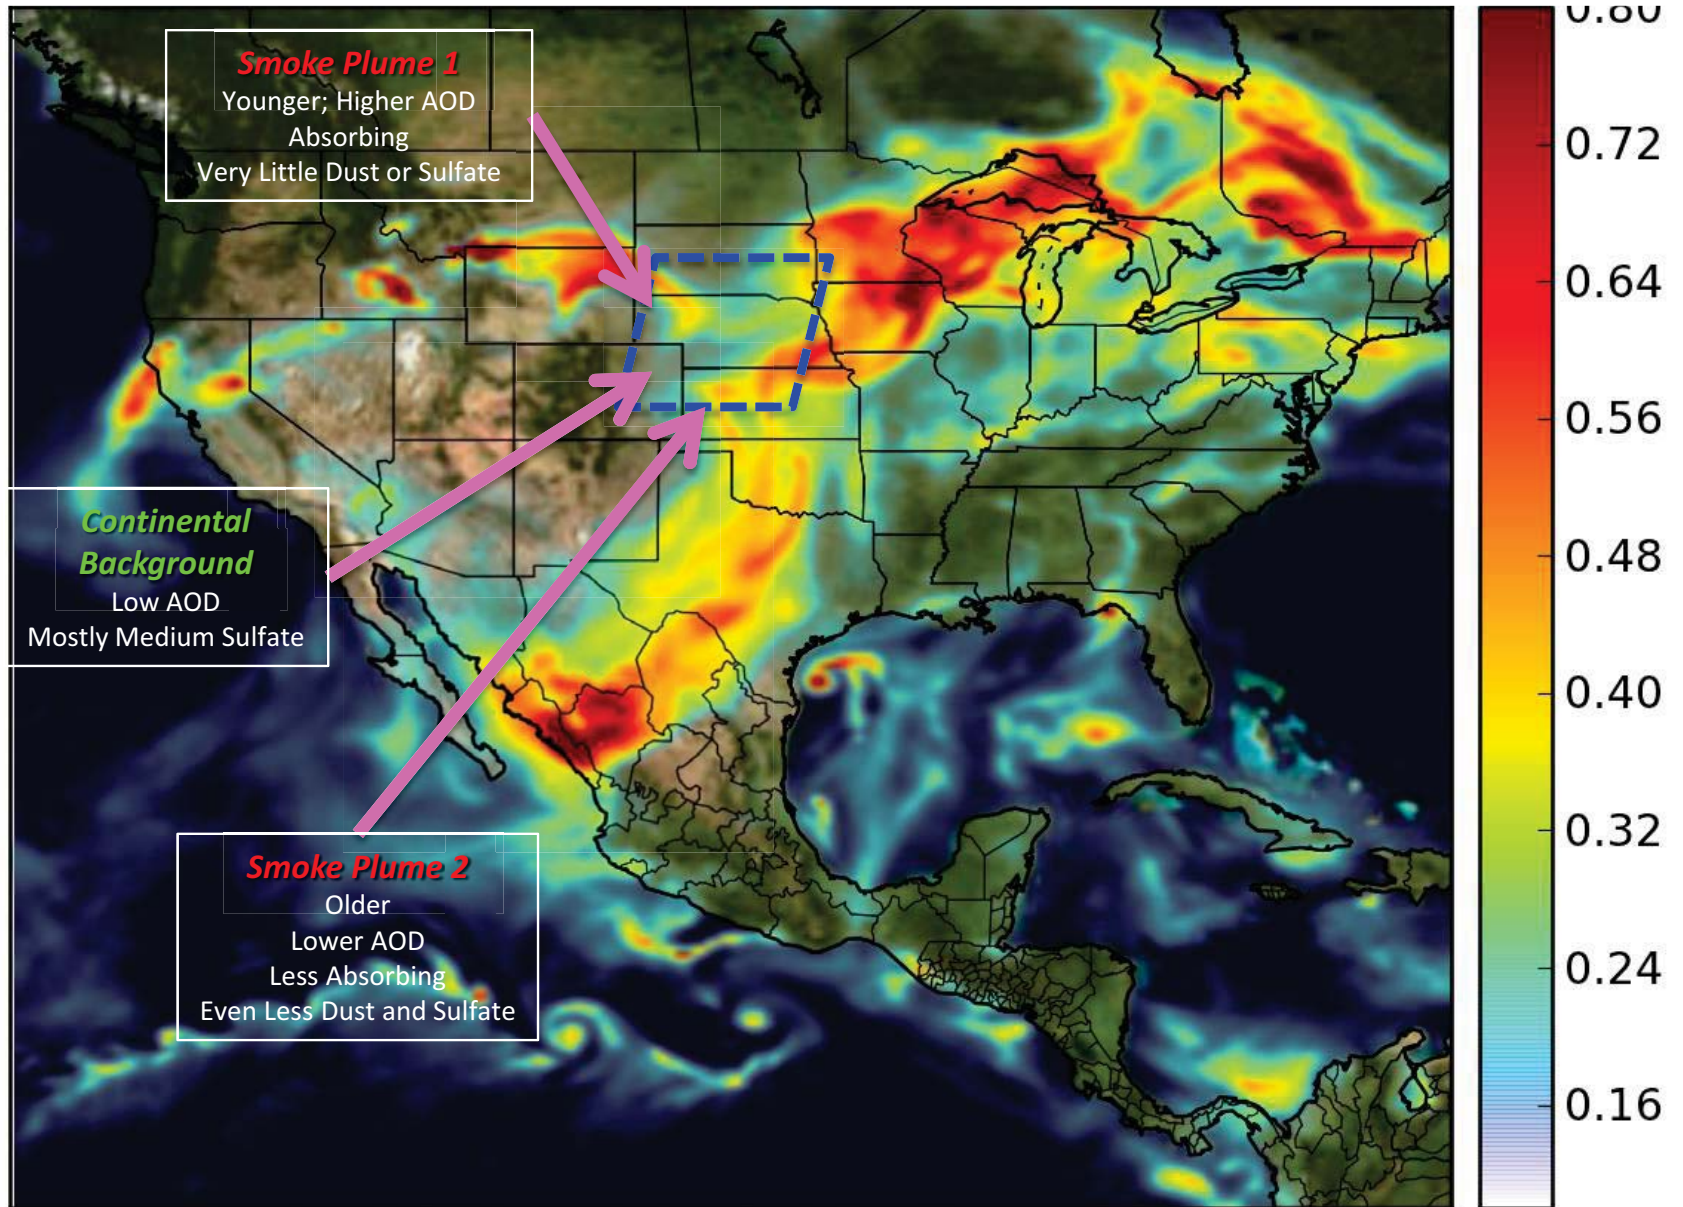 Smoke Plume 1
Younger; Higher AOD
Absorbing
Very Little Dust or Sulfate
Continental
Background
Low AOD
Mostly Medium Sulfate
Smoke Plume 2
Older
Lower AOD
Less Absorbing
Even Less Dust and Sulfate
0.80
0.72
0.64
0.56
0.48
0.40
0.32
0.24
0.16